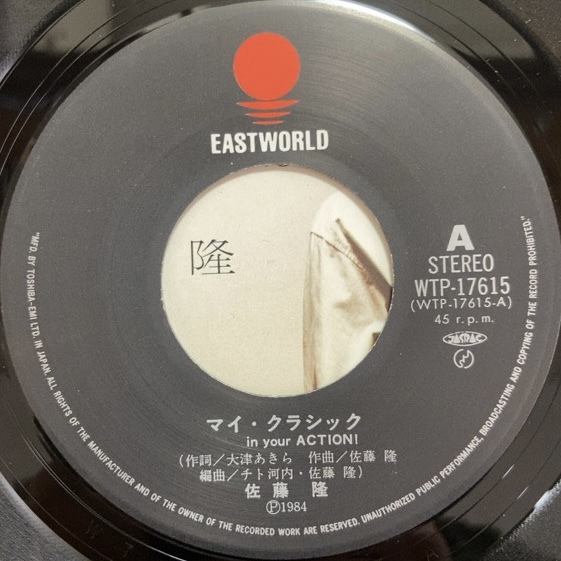 EASTWORLD
隆
A
STEREO
WTP-17615
(WTP-17615-A)
45 r.p.m.
JASRAC
マイ・クラシック
in your ACTION!
(作詞/大津あきら 作曲/佐藤 隆
編曲/チト河内・佐藤 隆)
佐藤 隆
Ⓟ1984
"MF'D. BY TOSHIBA-EMI LTD. IN JAPAN. ALL RIGHTS OF THE MANUFACTURER AND OF THE OWNER OF THE RECORDED WORK ARE RESERVED. UNAUTHORIZED PUBLIC PERFORMANCE, BROADCASTING AND COPYING OF THE RECORD PROHIBITED."